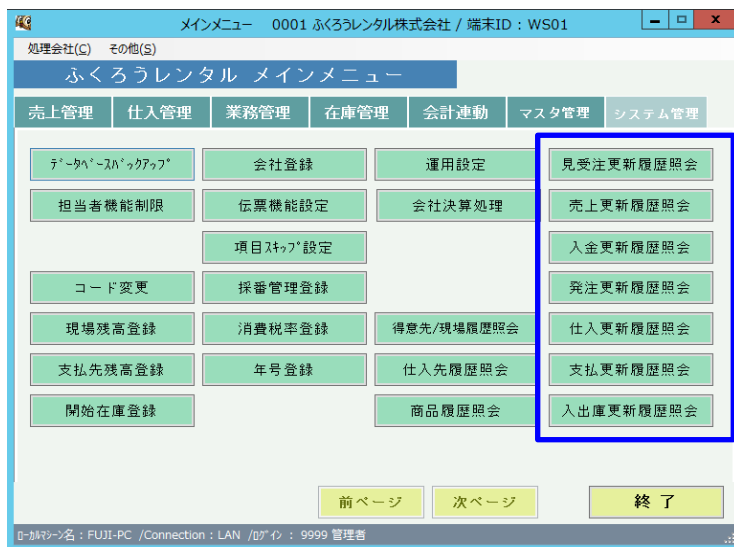 メインメニュー 0001 ふくろうレンタル株式会社 / 端末ID : WS01
処理会社(C) その他(S)
ふくろうレンタル メインメニュー
売上管理 仕入管理 業務管理 在庫管理 会計連動 マスタ管理 システム管理
ﾃﾞｰﾀﾍﾞｰｽﾊﾞｯｸｱｯﾌﾟ 会社登録 運用設定 見受注更新履歴照会
担当者機能制限 伝票機能設定 会社決算処理 売上更新履歴照会
項目ｽｷｯﾌﾟ設定 入金更新履歴照会
コード変更 採番管理登録 発注更新履歴照会
現場残高登録 消費税率登録 得意先/現場履歴照会 仕入更新履歴照会
支払先残高登録 年号登録 仕入先履歴照会 支払更新履歴照会
開始在庫登録 商品履歴照会 入出庫更新履歴照会
前ページ 次ページ 終了
ﾛｰｶﾙﾏｼｰﾝ名 : FUJI-PC /Connection : LAN /ﾛｸﾞｲﾝ : 9999 管理者